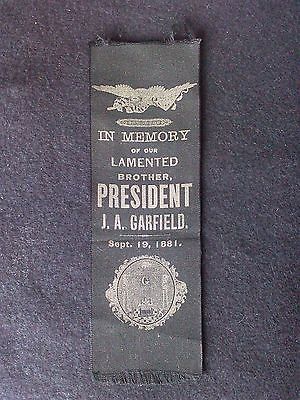 IN MEMORY
OF OUR
LAMENTED
BROTHER,
PRESIDENT
J. A. GARFIELD.
Sept. 19, 1881.
G